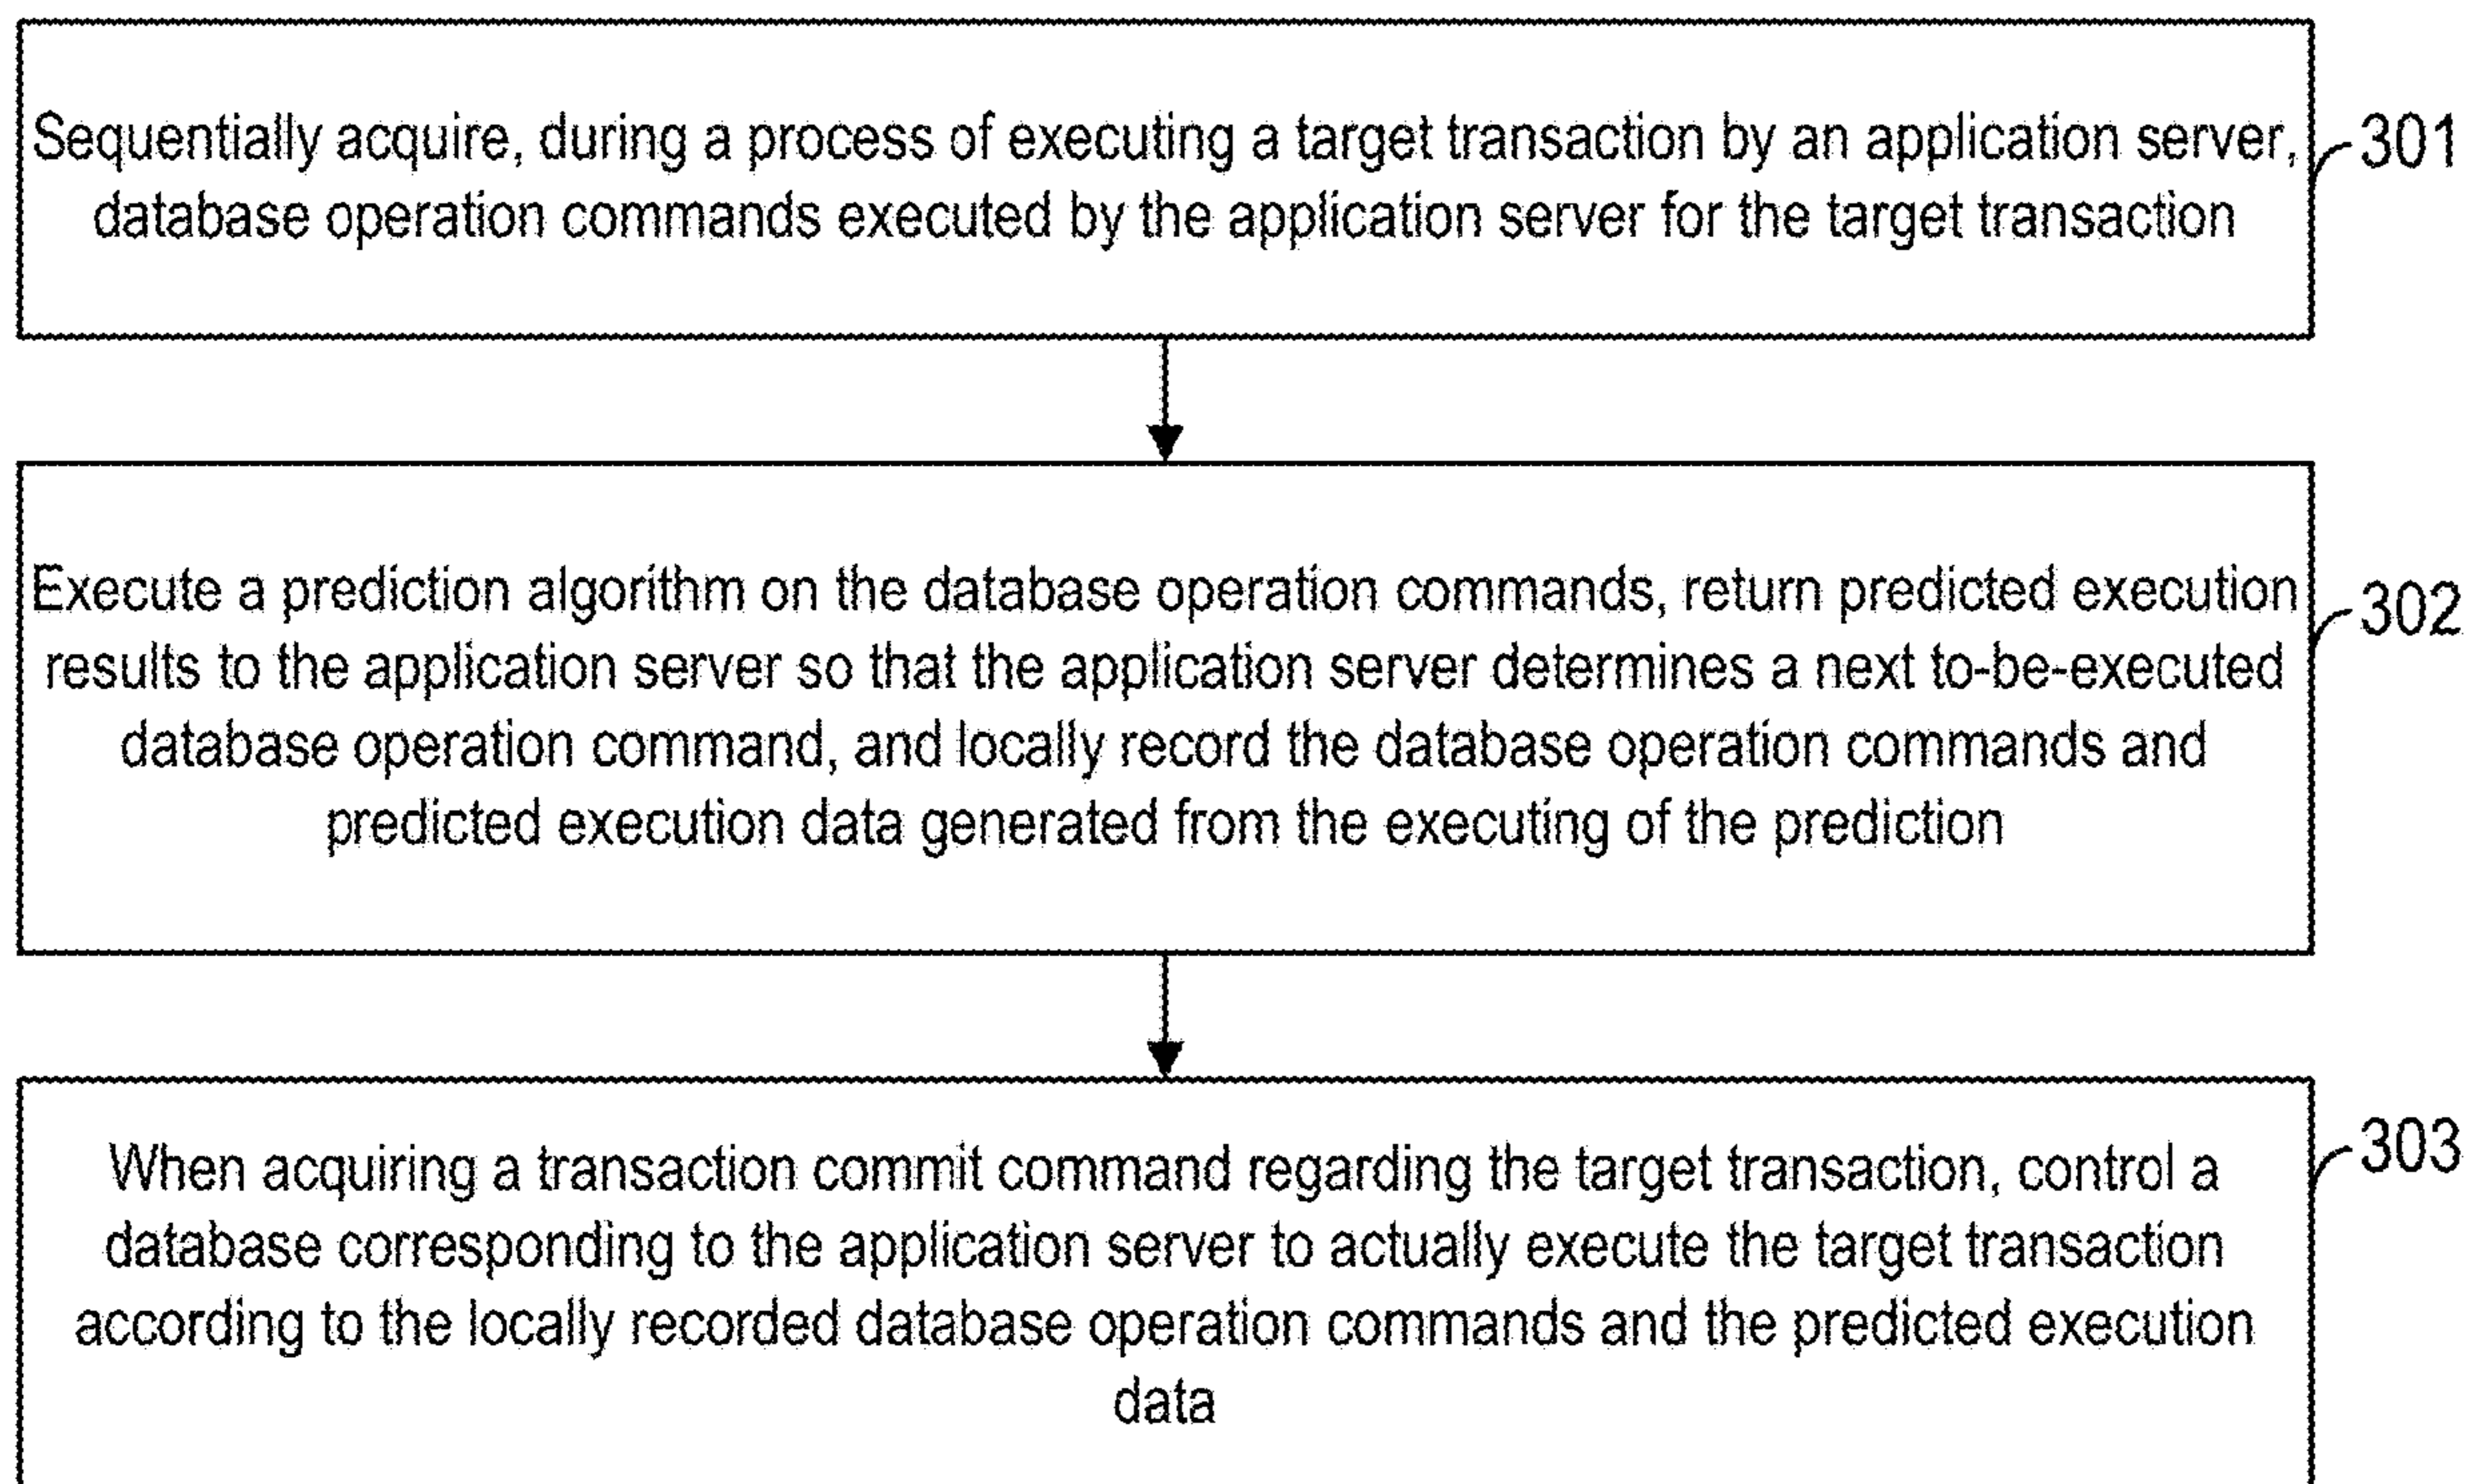 Sequentially acquire, during a process of executing a target transaction by an application server,
database operation commands executed by the application server for the target transaction
301
Execute a prediction algorithm on the database operation commands, return predicted execution
results to the application server so that the application server determines a next to-be-executed
database operation command, and locally record the database operation commands and
predicted execution data generated from the executing of the prediction
302
When acquiring a transaction commit command regarding the target transaction, control a
database corresponding to the application server to actually execute the target transaction
according to the locally recorded database operation commands and the predicted execution
data
303